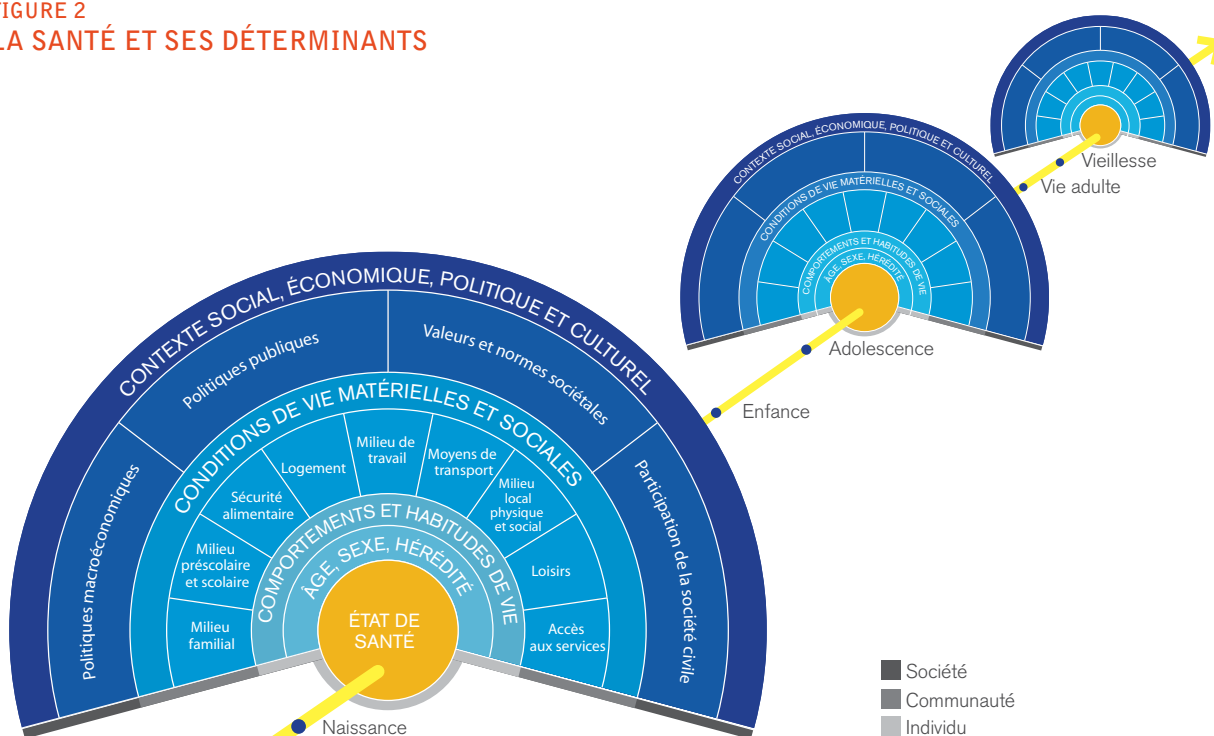 FIGURE 2
LA SANTÉ ET SES DÉTERMINANTS
CONTEXTE SOCIAL, ÉCONOMIQUE, POLITIQUE ET CULTUREL
Politiques macroéconomiques
Politiques publiques
Valeurs et normes sociétales
Participation de la société civile
CONDITIONS DE VIE MATÉRIELLES ET SOCIALES
Milieu
familial
Milieu
préscolaire
et scolaire
Sécurité
alimentaire
Logement
Milieu de
travail
Moyens de
transport
Milieu
local
physique
et social
Loisirs
Accès
aux services
COMPORTEMENTS ET HABITUDES DE VIE
ÂGE, SEXE, HÉRÉDITÉ
ÉTAT DE
SANTÉ
Naissance
Enfance
Adolescence
CONTEXTE SOCIAL, ÉCONOMIQUE, POLITIQUE ET CULTUREL
CONDITIONS DE VIE MATÉRIELLES ET SOCIALES
COMPORTEMENTS ET HABITUDES DE VIE
ÂGE, SEXE, HÉRÉDITÉ
Vie adulte
Vieillesse
Société
Communauté
Individu